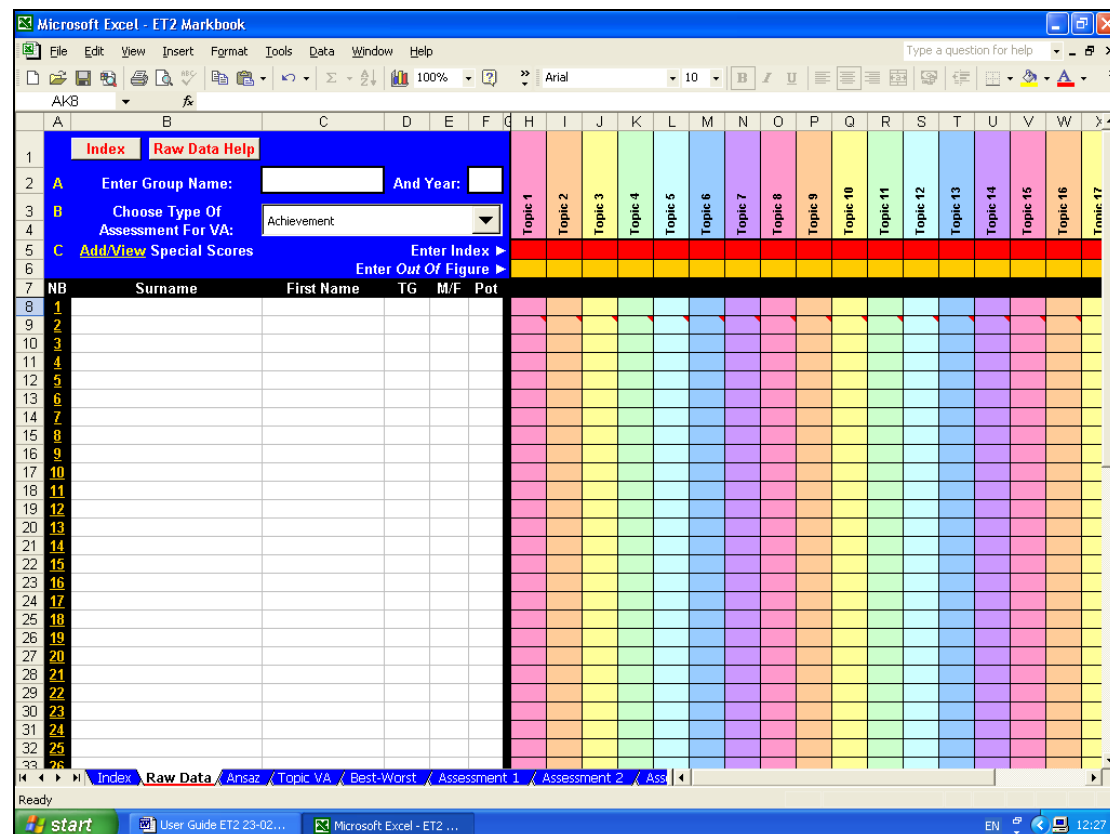 Microsoft Excel - ET2 Markbook
File Edit View Insert Format Tools Data Window Help Type a question for help
100% Arial 10 B I U
AK8 fx
A B C D E F G H I J K L M N O P Q R S T U V W X
1 Index Raw Data Help
2 A Enter Group Name: And Year:
3 B Choose Type Of
4 Assessment For VA: Achievement
Topic 1 Topic 2 Topic 3 Topic 4 Topic 5 Topic 6 Topic 7 Topic 8 Topic 9 Topic 10 Topic 11 Topic 12 Topic 13 Topic 14 Topic 15 Topic 16 Topic 17
5 C Add/View Special Scores Enter Index ►
6 Enter Out Of Figure ►
7 NB Surname First Name TG M/F Pot
8 1
9 2
10 3
11 4
12 5
13 6
14 7
15 8
16 9
17 10
18 11
19 12
20 13
21 14
22 15
23 16
24 17
25 18
26 19
27 20
28 21
29 22
30 23
31 24
32 25
33 26
Index Raw Data Ansaz Topic VA Best-Worst Assessment 1 Assessment 2 Ass
Ready
start User Guide ET2 23-02... Microsoft Excel - ET2 ... EN 12:27